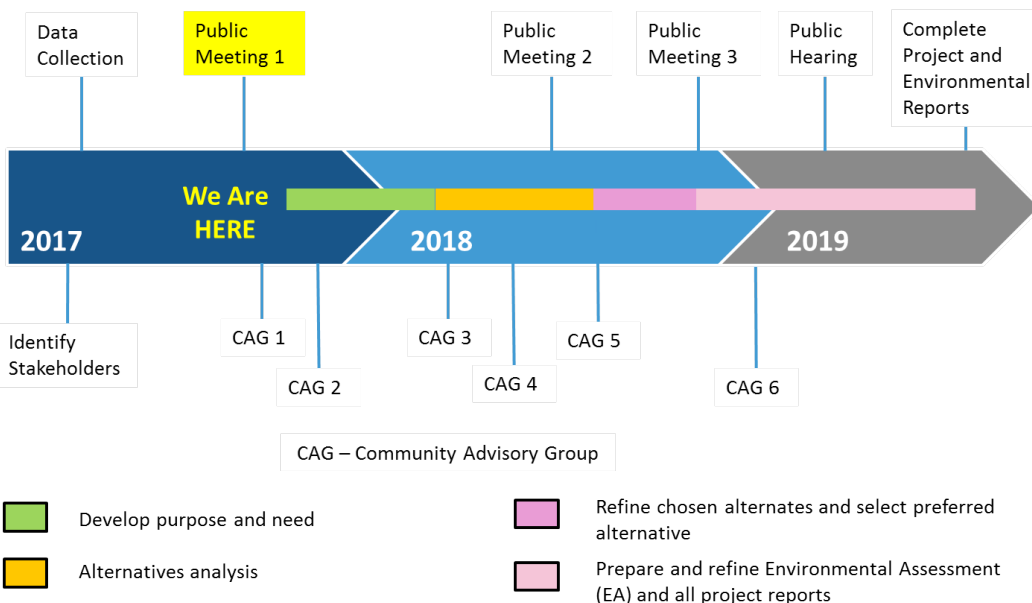 Data
Collection
Public
Meeting 1
Public
Meeting 2
Public
Meeting 3
Public
Hearing
Complete
Project and
Environmental
Reports
We Are
HERE
2017
2018
2019
Identify
Stakeholders
CAG 1
CAG 2
CAG 3
CAG 4
CAG 5
CAG 6
CAG – Community Advisory Group
Develop purpose and need
Alternatives analysis
Refine chosen alternates and select preferred
alternative
Prepare and refine Environmental Assessment
(EA) and all project reports